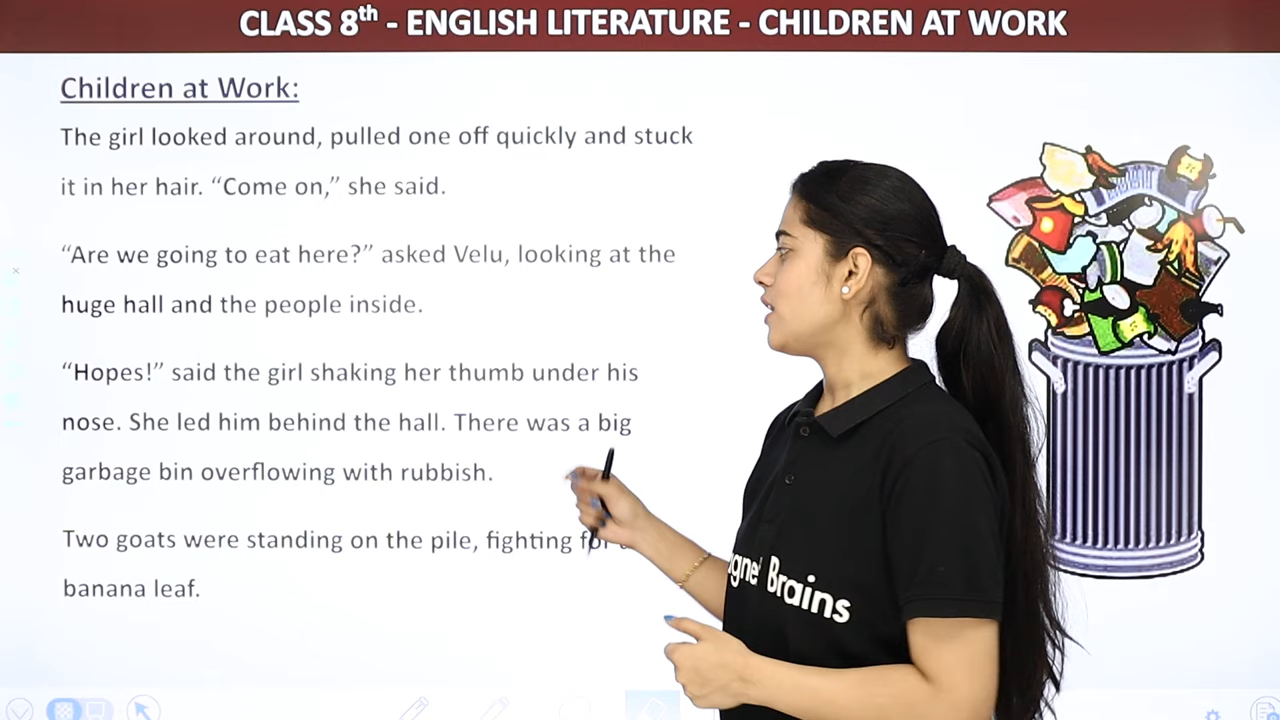 CLASS 8th - ENGLISH LITERATURE - CHILDREN AT WORK
Children at Work:
The girl looked around, pulled one off quickly and stuck
it in her hair. “Come on,” she said.
“Are we going to eat here?” asked Velu, looking at the
huge hall and the people inside.
“Hopes!” said the girl shaking her thumb under his
nose. She led him behind the hall. There was a big
garbage bin overflowing with rubbish.
Two goats were standing on the pile, fighting for
banana leaf.
Brains